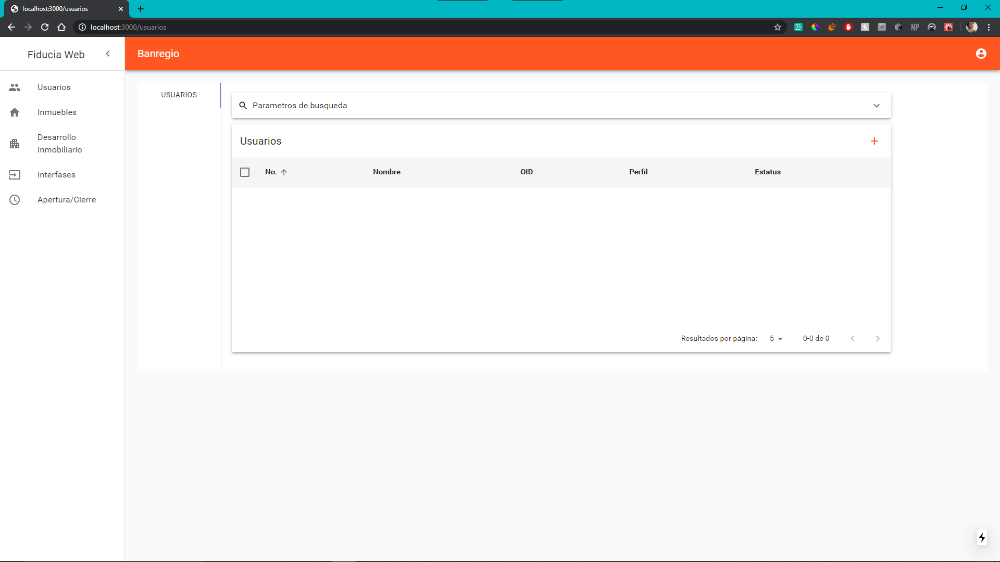 localhost:3000/usuarios
localhost:3000/usuarios
NP
Fiducia Web
Banregio
Usuarios
Inmuebles
Desarrollo
Inmobiliario
Interfases
Apertura/Cierre
USUARIOS
Parametros de busqueda
Usuarios
No. Nombre OID Perfil Estatus
Resultados por página: 5 0-0 de 0